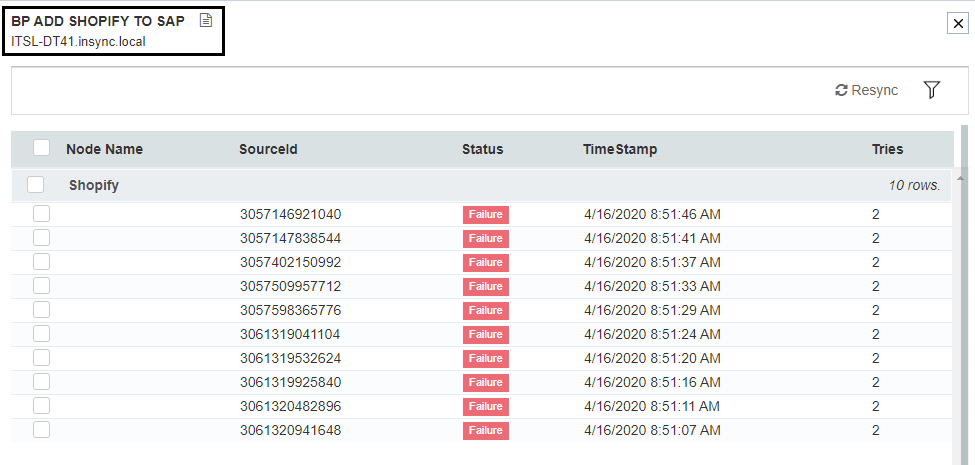 BP ADD SHOPIFY TO SAP
ITSL-DT41.insync.local
Resync
Node Name SourceId Status TimeStamp Tries
Shopify 10 rows.
3057146921040 Failure 4/16/2020 8:51:46 AM 2
3057147838544 Failure 4/16/2020 8:51:41 AM 2
3057402150992 Failure 4/16/2020 8:51:37 AM 2
3057509957712 Failure 4/16/2020 8:51:33 AM 2
3057598365776 Failure 4/16/2020 8:51:29 AM 2
3061319041104 Failure 4/16/2020 8:51:24 AM 2
3061319532624 Failure 4/16/2020 8:51:20 AM 2
3061319925840 Failure 4/16/2020 8:51:16 AM 2
3061320482896 Failure 4/16/2020 8:51:11 AM 2
3061320941648 Failure 4/16/2020 8:51:07 AM 2